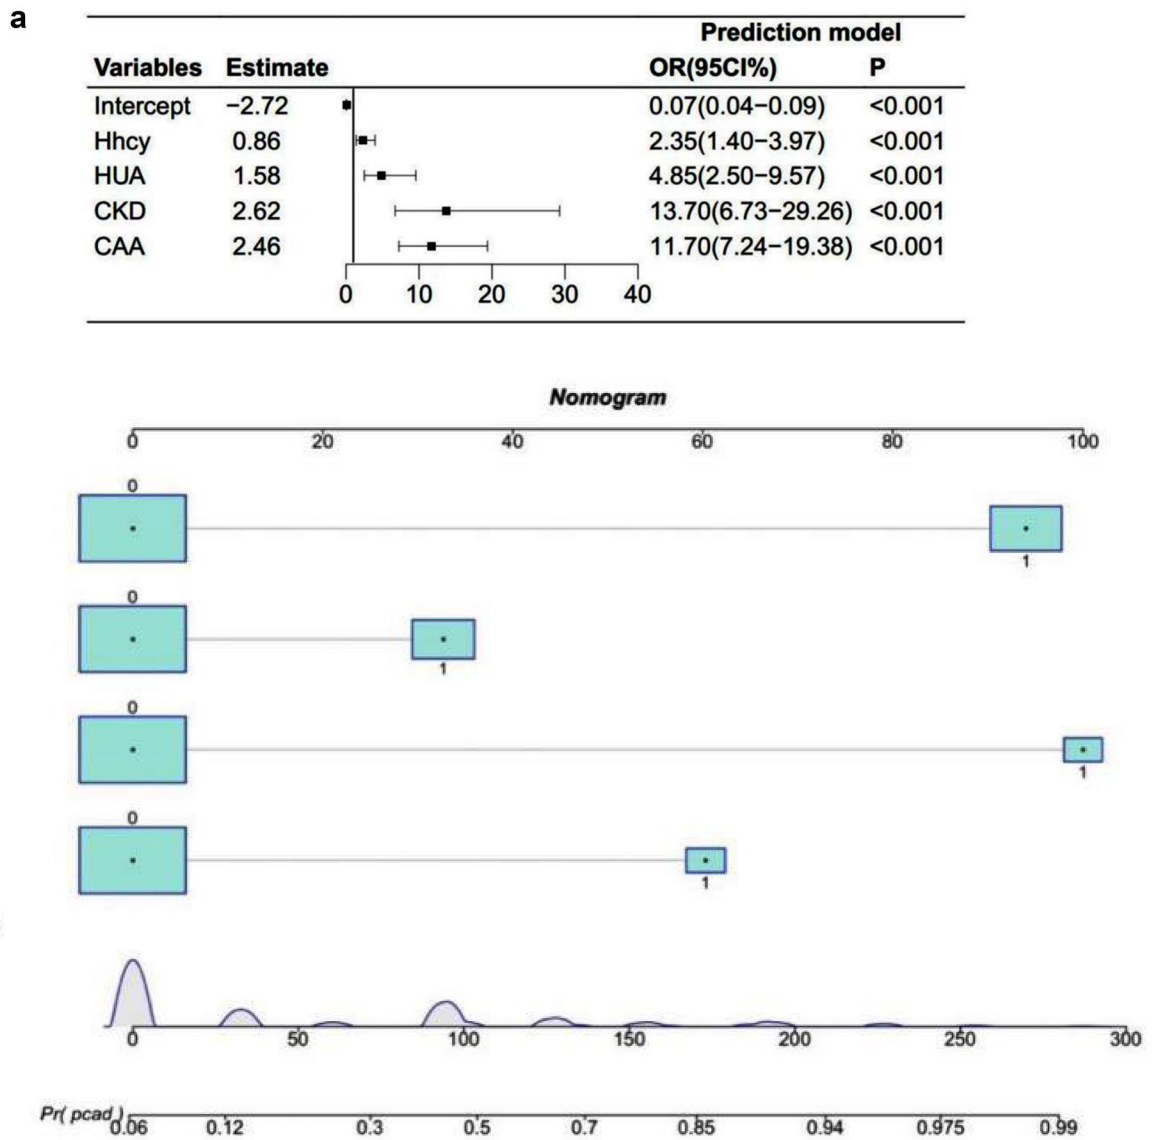 a
Prediction model
Variables Estimate OR(95CI%) P
Intercept −2.72 0.07(0.04−0.09) <0.001
Hhcy 0.86 2.35(1.40−3.97) <0.001
HUA 1.58 4.85(2.50−9.57) <0.001
CKD 2.62 13.70(6.73−29.26) <0.001
CAA 2.46 11.70(7.24−19.38) <0.001
0 10 20 30 40
Nomogram
0 20 40 60 80 100
0
1
0
1
0
1
0
1
0 50 100 150 200 250 300
Pr( pcad )
0.06 0.12 0.3 0.5 0.7 0.85 0.94 0.975 0.99